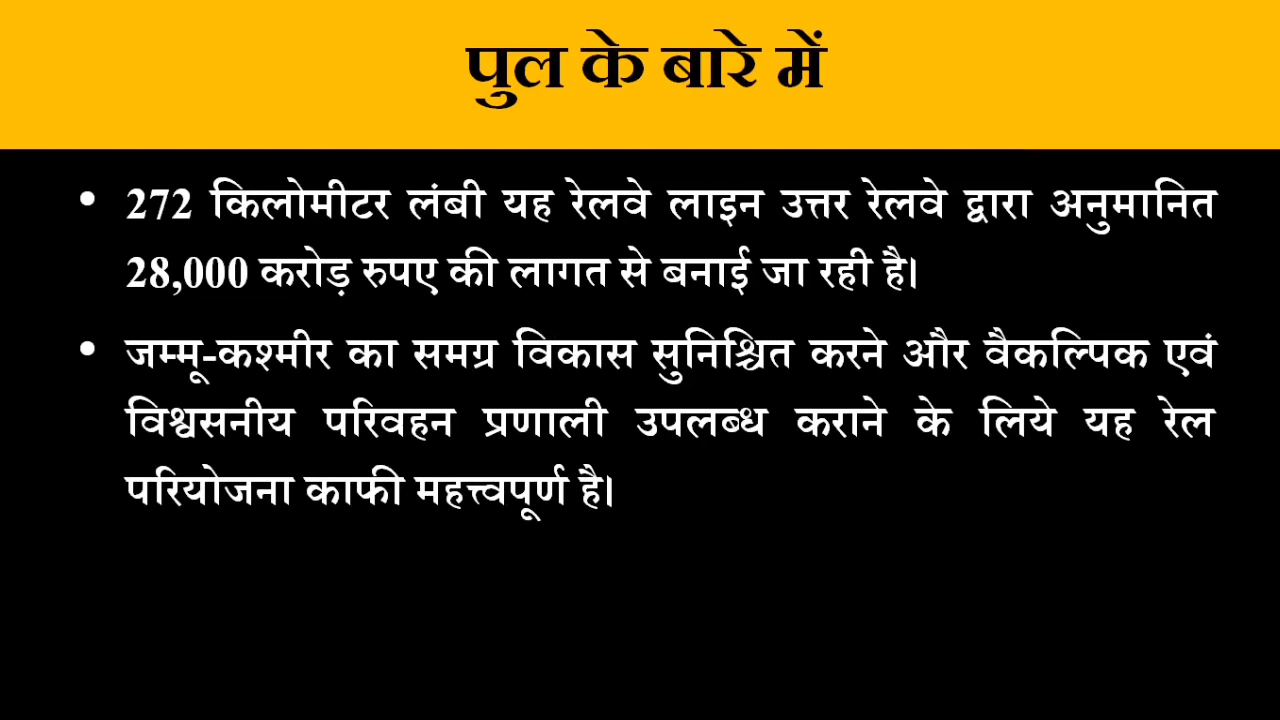 पुल के बारे में
• 272 किलोमीटर लंबी यह रेलवे लाइन उत्तर रेलवे द्वारा अनुमानित
28,000 करोड़ रुपए की लागत से बनाई जा रही है।
• जम्मू-कश्मीर का समग्र विकास सुनिश्चित करने और वैकल्पिक एवं
विश्वसनीय परिवहन प्रणाली उपलब्ध कराने के लिये यह रेल
परियोजना काफी महत्त्वपूर्ण है।